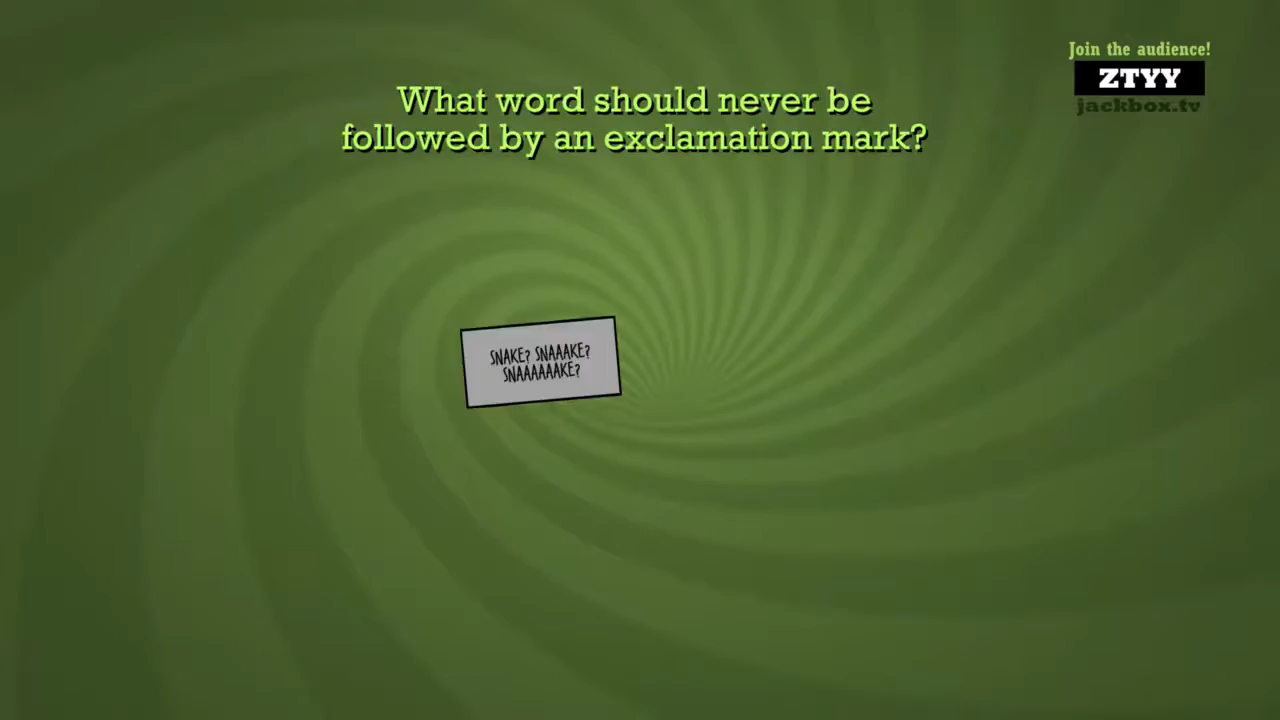 Join the audience!
ZTYY
jackbox.tv
What word should never be
followed by an exclamation mark?
SNAKE? SNAAAKE?
SNAAAAAAKE?